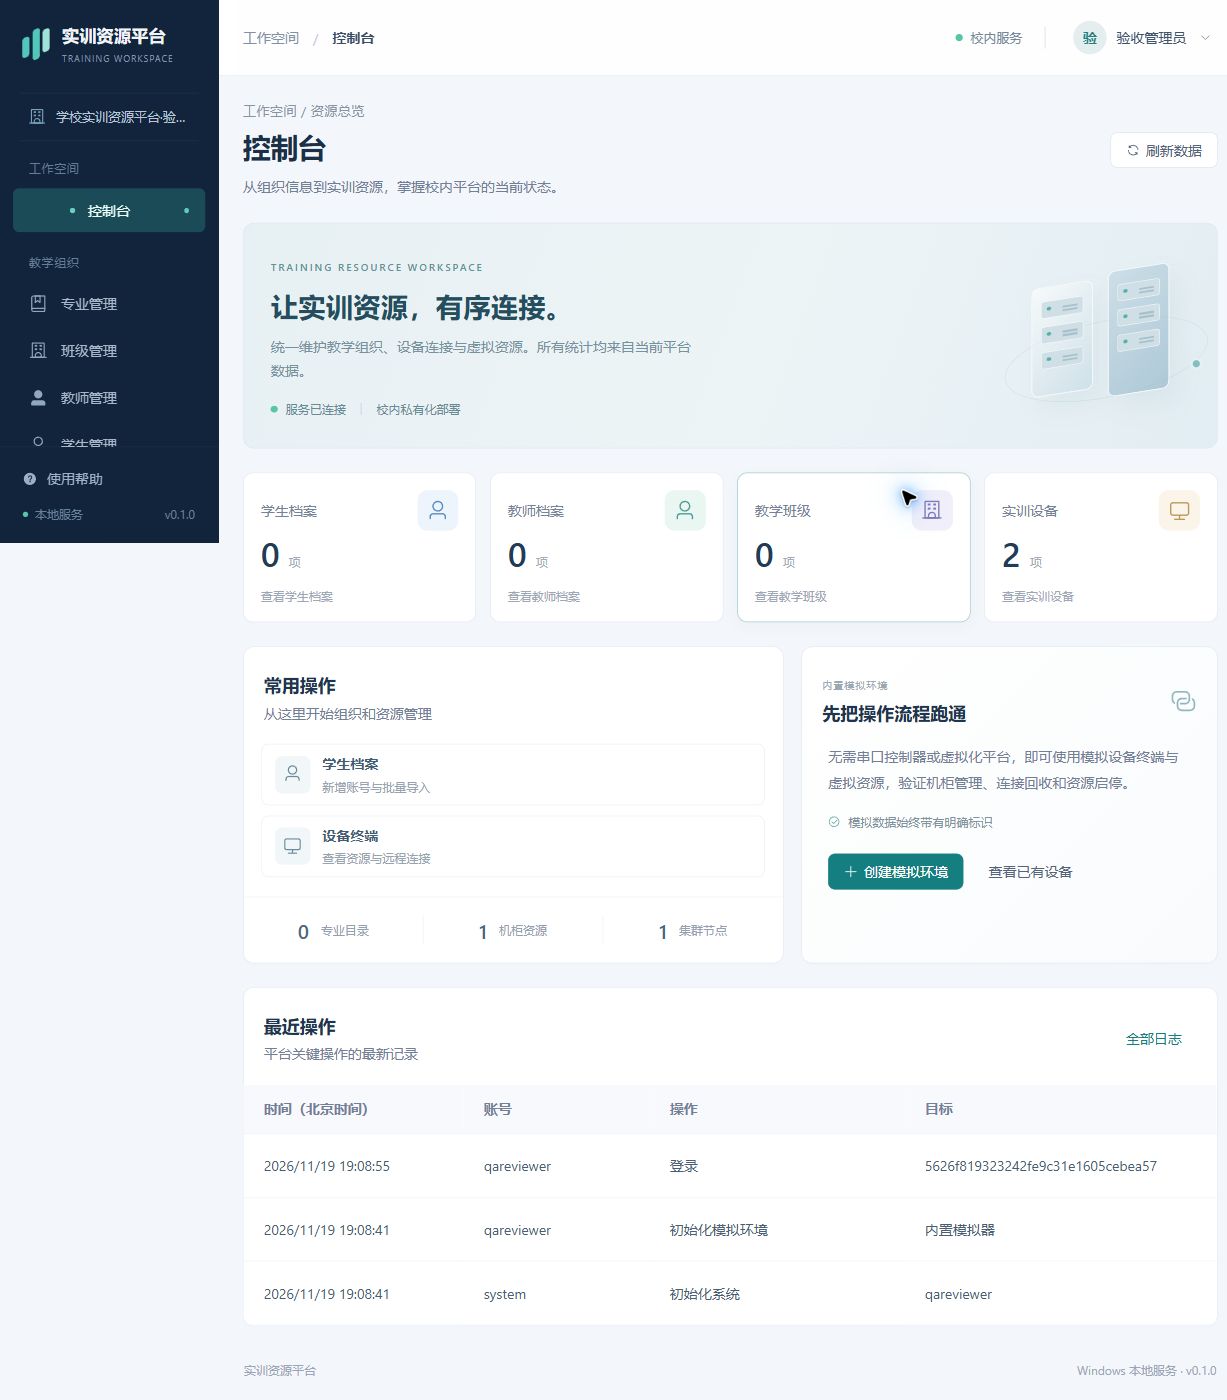 实训资源平台
TRAINING WORKSPACE
学校实训资源平台·验...
工作空间
控制台
教学组织
专业管理
班级管理
教师管理
学生管理
使用帮助
本地服务 v0.1.0
工作空间 / 控制台
校内服务
验 验收管理员
工作空间 / 资源总览
控制台
从组织信息到实训资源，掌握校内平台的当前状态。
刷新数据
TRAINING RESOURCE WORKSPACE
让实训资源，有序连接。
统一维护教学组织、设备连接与虚拟资源。所有统计均来自当前平台
数据。
服务已连接 校内私有化部署
学生档案
0 项
查看学生档案
教师档案
0 项
查看教师档案
教学班级
0 项
查看教学班级
实训设备
2 项
查看实训设备
常用操作
从这里开始组织和资源管理
学生档案
新增账号与批量导入
设备终端
查看资源与远程连接
0 专业目录
1 机柜资源
1 集群节点
内置模拟环境
先把操作流程跑通
无需串口控制器或虚拟化平台，即可使用模拟设备终端与
虚拟资源，验证机柜管理、连接回收和资源启停。
模拟数据始终带有明确标识
创建模拟环境 查看已有设备
最近操作
平台关键操作的最新记录
全部日志
时间（北京时间） 账号 操作 目标
2026/11/19 19:08:55 qareviewer 登录 5626f819323242fe9c31e1605cebea57
2026/11/19 19:08:41 qareviewer 初始化模拟环境 内置模拟器
2026/11/19 19:08:41 system 初始化系统 qareviewer
实训资源平台
Windows 本地服务 · v0.1.0